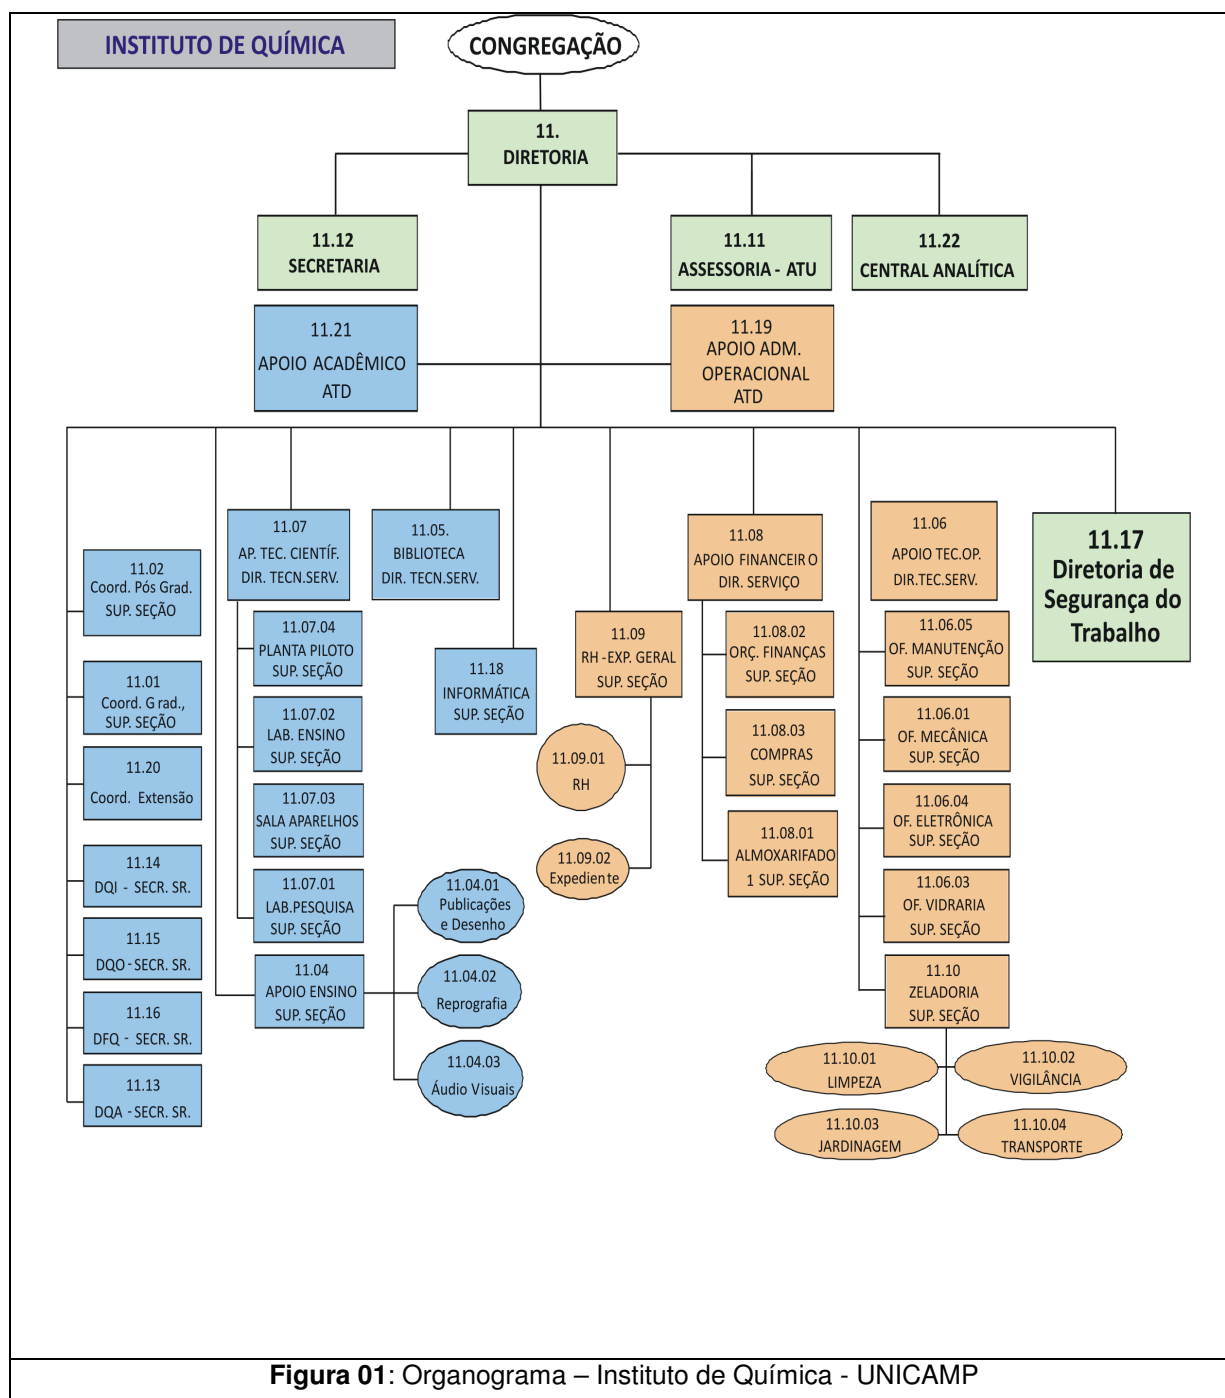 INSTITUTO DE QUÍMICA
CONGREGAÇÃO
11.
DIRETORIA
11.12
SECRETARIA
11.11
ASSESSORIA - ATU
11.22
CENTRAL ANALÍTICA
11.21
APOIO ACADÊMICO
ATD
11.19
APOIO ADM.
OPERACIONAL
ATD
11.02
Coord. Pós Grad.
SUP. SEÇÃO
11.01
Coord. G rad.,
SUP. SEÇÃO
11.20
Coord. Extensão
11.14
DQI - SECR. SR.
11.15
DQO - SECR. SR.
11.16
DFQ - SECR. SR.
11.13
DQA - SECR. SR.
11.07
AP. TEC. CIENTÍF.
DIR. TECN.SERV.
11.07.04
PLANTA PILOTO
SUP. SEÇÃO
11.07.02
LAB. ENSINO
SUP. SEÇÃO
11.07.03
SALA APARELHOS
SUP. SEÇÃO
11.07.01
LAB.PESQUISA
SUP. SEÇÃO
11.04
APOIO ENSINO
SUP. SEÇÃO
11.04.01
Publicações
e Desenho
11.04.02
Reprografia
11.04.03
Áudio Visuais
11.05.
BIBLIOTECA
DIR. TECN.SERV.
11.18
INFORMÁTICA
SUP. SEÇÃO
11.09
RH -EXP. GERAL
SUP. SEÇÃO
11.09.01
RH
11.09.02
Expediente
11.08
APOIO FINANCEIR O
DIR. SERVIÇO
11.08.02
ORÇ. FINANÇAS
SUP. SEÇÃO
11.08.03
COMPRAS
SUP. SEÇÃO
11.08.01
ALMOXARIFADO
1 SUP. SEÇÃO
11.06
APOIO TEC.OP.
DIR.TEC.SERV.
11.06.05
OF. MANUTENÇÃO
SUP. SEÇÃO
11.06.01
OF. MECÂNICA
SUP. SEÇÃO
11.06.04
OF. ELETRÔNICA
SUP. SEÇÃO
11.06.03
OF. VIDRARIA
SUP. SEÇÃO
11.10
ZELADORIA
SUP. SEÇÃO
11.10.01
LIMPEZA
11.10.02
VIGILÂNCIA
11.10.03
JARDINAGEM
11.10.04
TRANSPORTE
11.17
Diretoria de
Segurança do
Trabalho
Figura 01: Organograma – Instituto de Química - UNICAMP